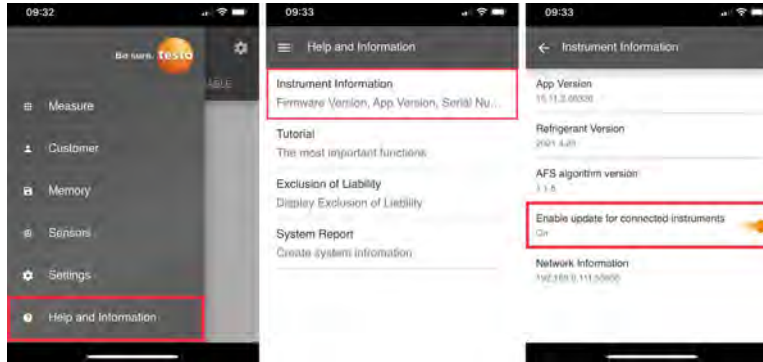 09:32
Be sure. testo
ABLE
Measure
Customer
Memory
Sensors
Settings
Help and Information
09:33
Help and Information
Instrument Information
Firmware Version, App Version, Serial Nu...
Tutorial
The most important functions
Exclusion of Liability
Display Exclusion of Liability
System Report
Create system information
09:33
Instrument Information
App Version
Refrigerant Version
AFS algorithm version
Enable update for connected instruments
On
Network Information